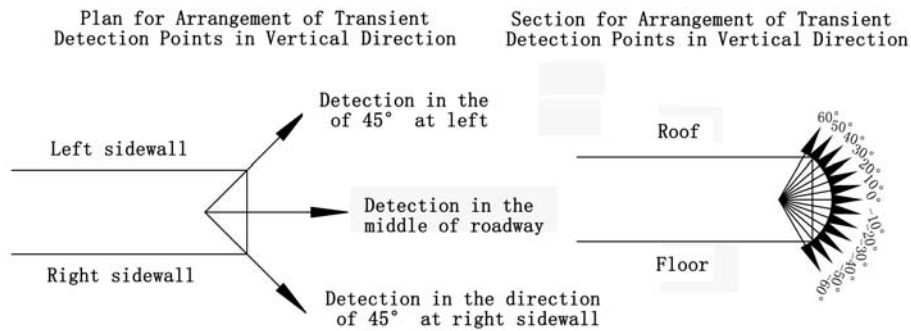 Plan for Arrangement of Transient
Detection Points in Vertical Direction
Detection in the
of 45° at left
Left sidewall
Detection in the
middle of roadway
Right sidewall
Detection in the direction
of 45° at right sidewall
Section for Arrangement of Transient
Detection Points in Vertical Direction
Roof
Floor
60°
50°
40°
30°
20°
10°
0°
-10°
-20°
-30°
-40°
-50°
-60°